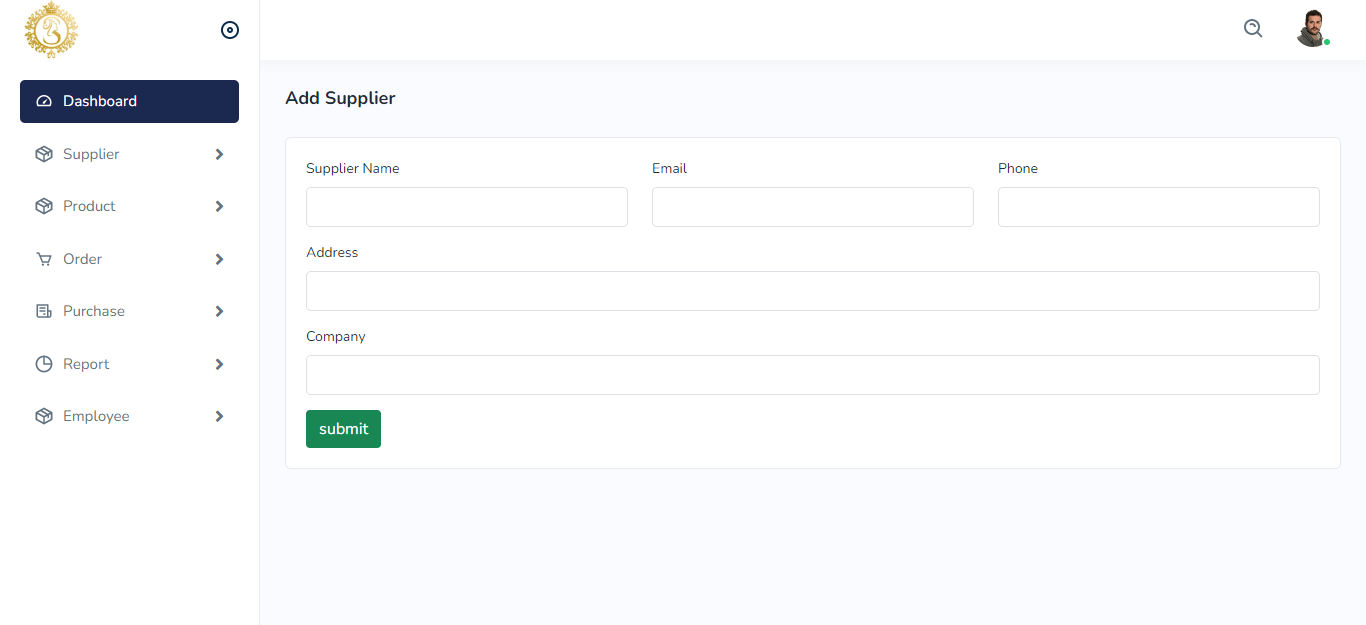 Dashboard
Supplier
Product
Order
Purchase
Report
Employee
Add Supplier
Supplier Name
Email
Phone
Address
Company
submit